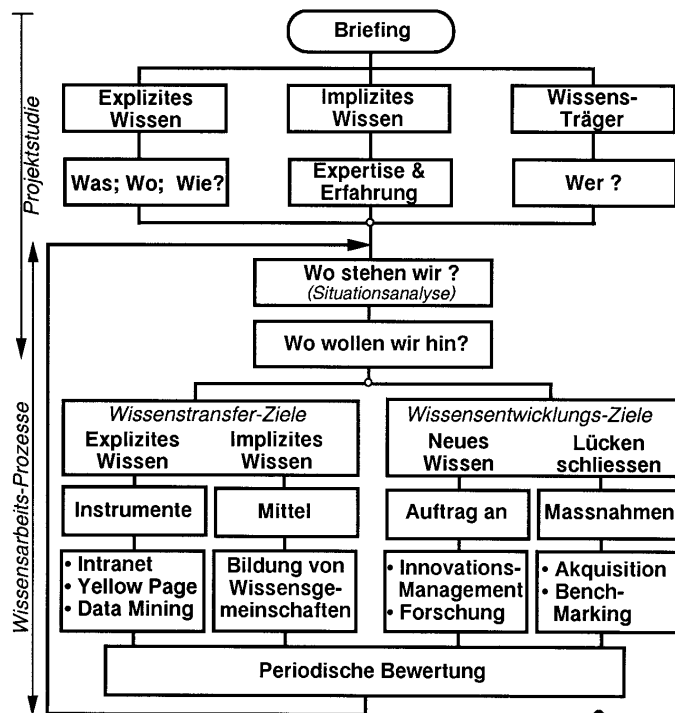 Briefing
Explizites
Wissen
Implizites
Wissen
Wissens-
Träger
Was; Wo; Wie?
Expertise &
Erfahrung
Wer ?
Projektstudie
Wo stehen wir ?
(Situationsanalyse)
Wo wollen wir hin?
Wissensarbeits-Prozesse
Wissenstransfer-Ziele
Explizites
Wissen
Implizites
Wissen
Wissensentwicklungs-Ziele
Neues
Wissen
Lücken
schliessen
Instrumente
Mittel
Auftrag an
Massnahmen
• Intranet
• Yellow Page
• Data Mining
Bildung von
Wissensge-
meinschaften
• Innovations-
Management
• Forschung
• Akquisition
• Bench-
Marking
Periodische Bewertung